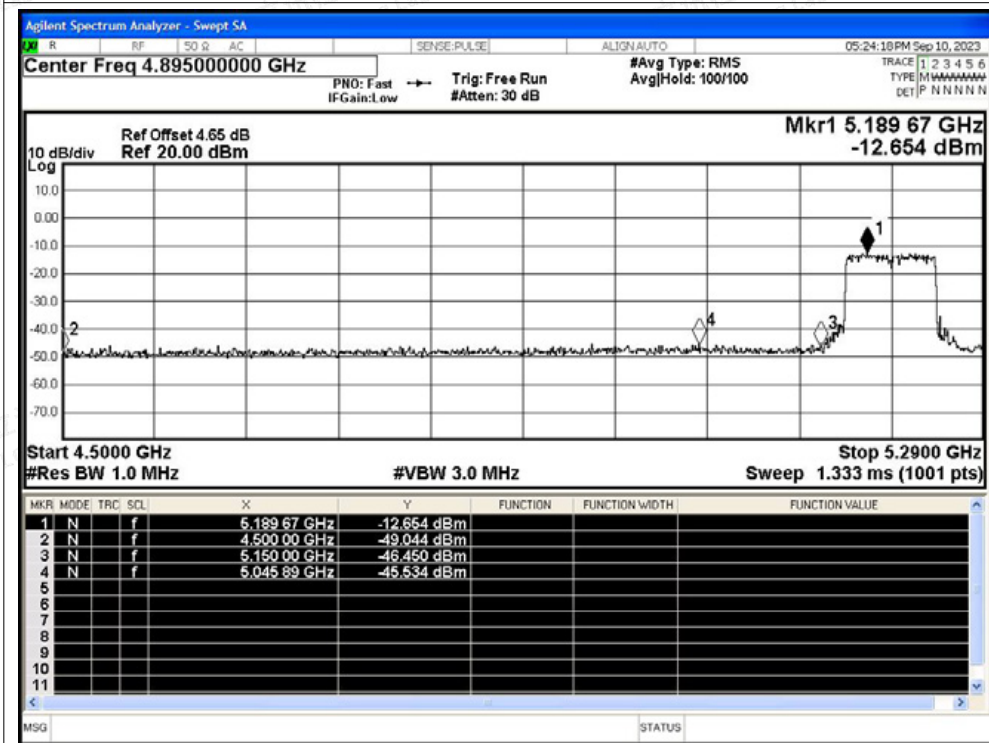 Agilent Spectrum Analyzer - Swept SA
R RF 50 Ω AC SENSE:PULSE ALIGN AUTO 05:24:18 PM Sep 10, 2023
Center Freq 4.895000000 GHz #Avg Type: RMS TRACE 1 2 3 4 5 6
PNO: Fast Trig: Free Run Avg|Hold: 100/100 TYPE M
IFGain:Low #Atten: 30 dB DET P N N N N N
Mkr1 5.189 67 GHz
Ref Offset 4.65 dB
10 dB/div Ref 20.00 dBm -12.654 dBm
Log
10.0
0.00
1
-10.0
-20.0
-30.0
-40.0 2 4 3
-50.0
-60.0
-70.0
Start 4.5000 GHz Stop 5.2900 GHz
#Res BW 1.0 MHz #VBW 3.0 MHz Sweep 1.333 ms (1001 pts)
MKR MODE TRC SCL X Y FUNCTION FUNCTION WIDTH FUNCTION VALUE
1 N f 5.189 67 GHz -12.654 dBm
2 N f 4.500 00 GHz -49.044 dBm
3 N f 5.150 00 GHz -46.450 dBm
4 N f 5.045 89 GHz -45.534 dBm
5
6
7
8
9
10
11
MSG STATUS